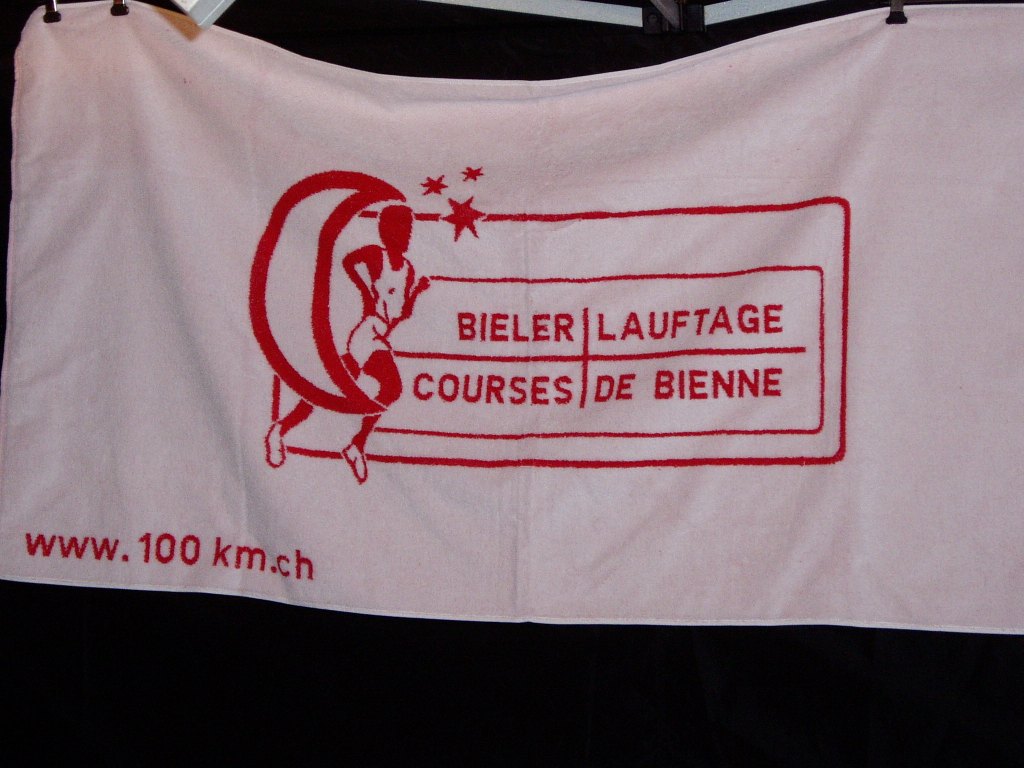 BIELER LAUFTAGE
COURSES DE BIENNE
www.100 km.ch